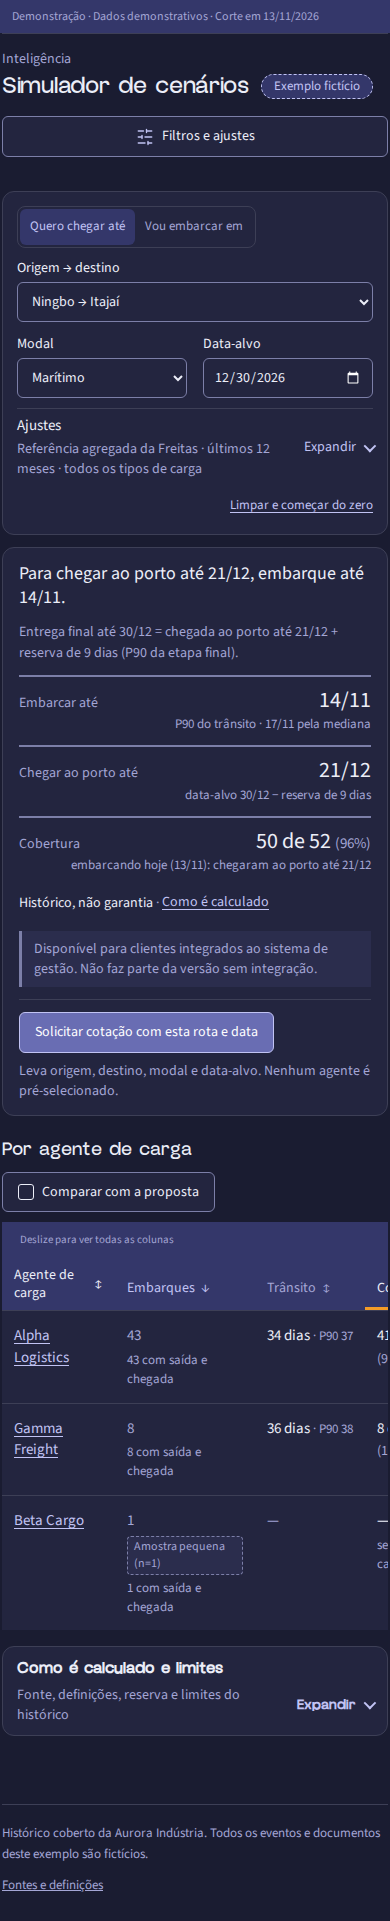 Demonstração · Dados demonstrativos · Corte em 13/11/2026
Inteligência
Simulador de cenários
Exemplo fictício
Filtros e ajustes
Quero chegar até
Vou embarcar em
Origem → destino
Ningbo → Itajaí
Modal
Data-alvo
Marítimo
12/30/2026
Ajustes
Referência agregada da Freitas · últimos 12
meses · todos os tipos de carga
Expandir
Limpar e começar do zero
Para chegar ao porto até 21/12, embarque até
14/11.
Entrega final até 30/12 = chegada ao porto até 21/12 +
reserva de 9 dias (P90 da etapa final).
Embarcar até
14/11
P90 do trânsito · 17/11 pela mediana
Chegar ao porto até
21/12
data-alvo 30/12 − reserva de 9 dias
Cobertura
50 de 52 (96%)
embarcando hoje (13/11): chegaram ao porto até 21/12
Histórico, não garantia · Como é calculado
Disponível para clientes integrados ao sistema de
gestão. Não faz parte da versão sem integração.
Solicitar cotação com esta rota e data
Leva origem, destino, modal e data-alvo. Nenhum agente é
pré-selecionado.
Por agente de carga
Comparar com a proposta
Deslize para ver todas as colunas
Agente de
carga ↕
Embarques ↓
Trânsito ↕
Alpha
Logistics
43
43 com saída e
chegada
34 dias · P90 37
41
Gamma
Freight
8
8 com saída e
chegada
36 dias · P90 38
8
Beta Cargo
1
Amostra pequena
(n=1)
1 com saída e
chegada
—
—
Como é calculado e limites
Fonte, definições, reserva e limites do
histórico
Expandir
Histórico coberto da Aurora Indústria. Todos os eventos e documentos
deste exemplo são fictícios.
Fontes e definições